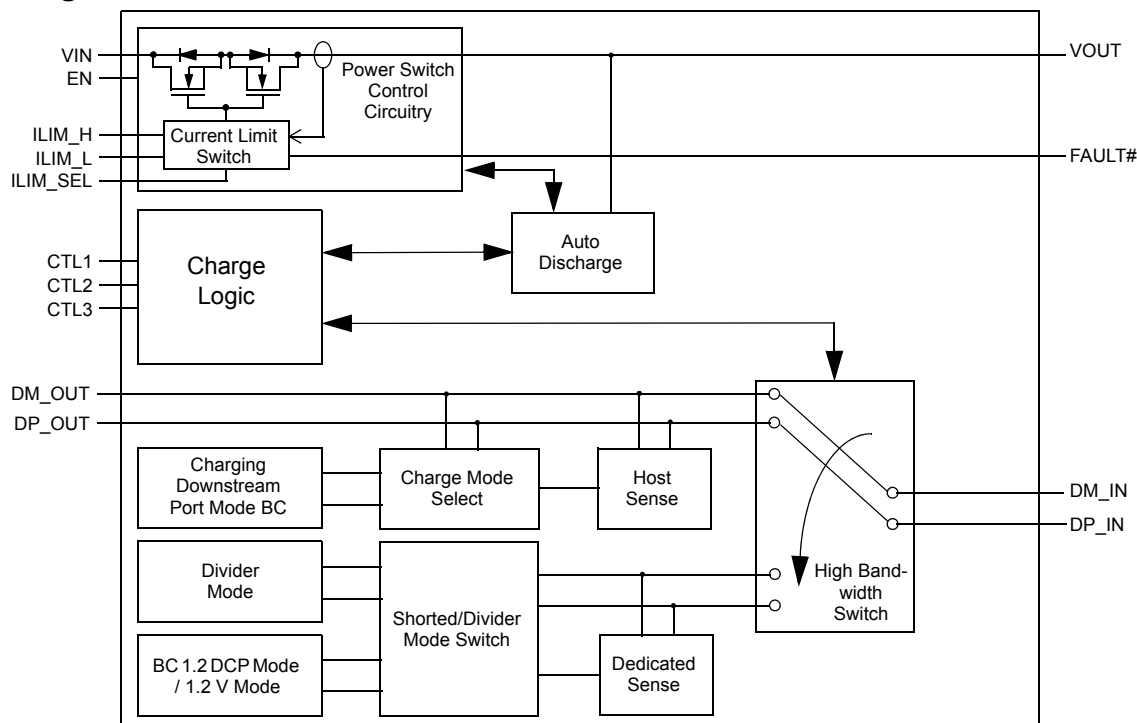 VIN
EN
ILIM_H
ILIM_L
ILIM_SEL
Power Switch
Control
Circuitry
Current Limit
Switch
VOUT
FAULT#
CTL1
CTL2
CTL3
Charge
Logic
Auto
Discharge
DM_OUT
DP_OUT
Charging
Downstream
Port Mode BC
Charge Mode
Select
Host
Sense
DM_IN
DP_IN
High Band-
width
Switch
Divider
Mode
Shorted/Divider
Mode Switch
BC 1.2 DCP Mode
/ 1.2 V Mode
Dedicated
Sense